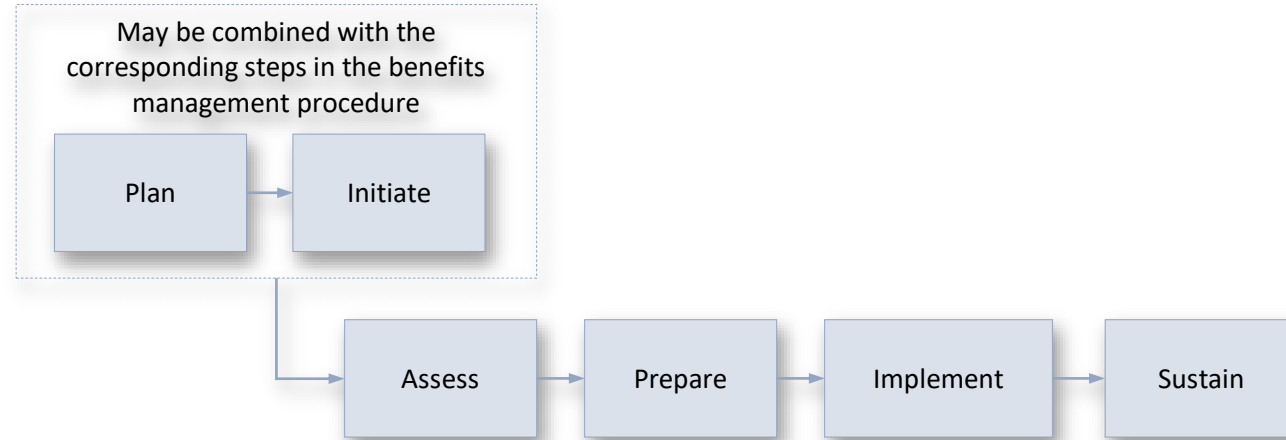 May be combined with the
corresponding steps in the benefits
management procedure
Plan
Initiate
Assess
Prepare
Implement
Sustain